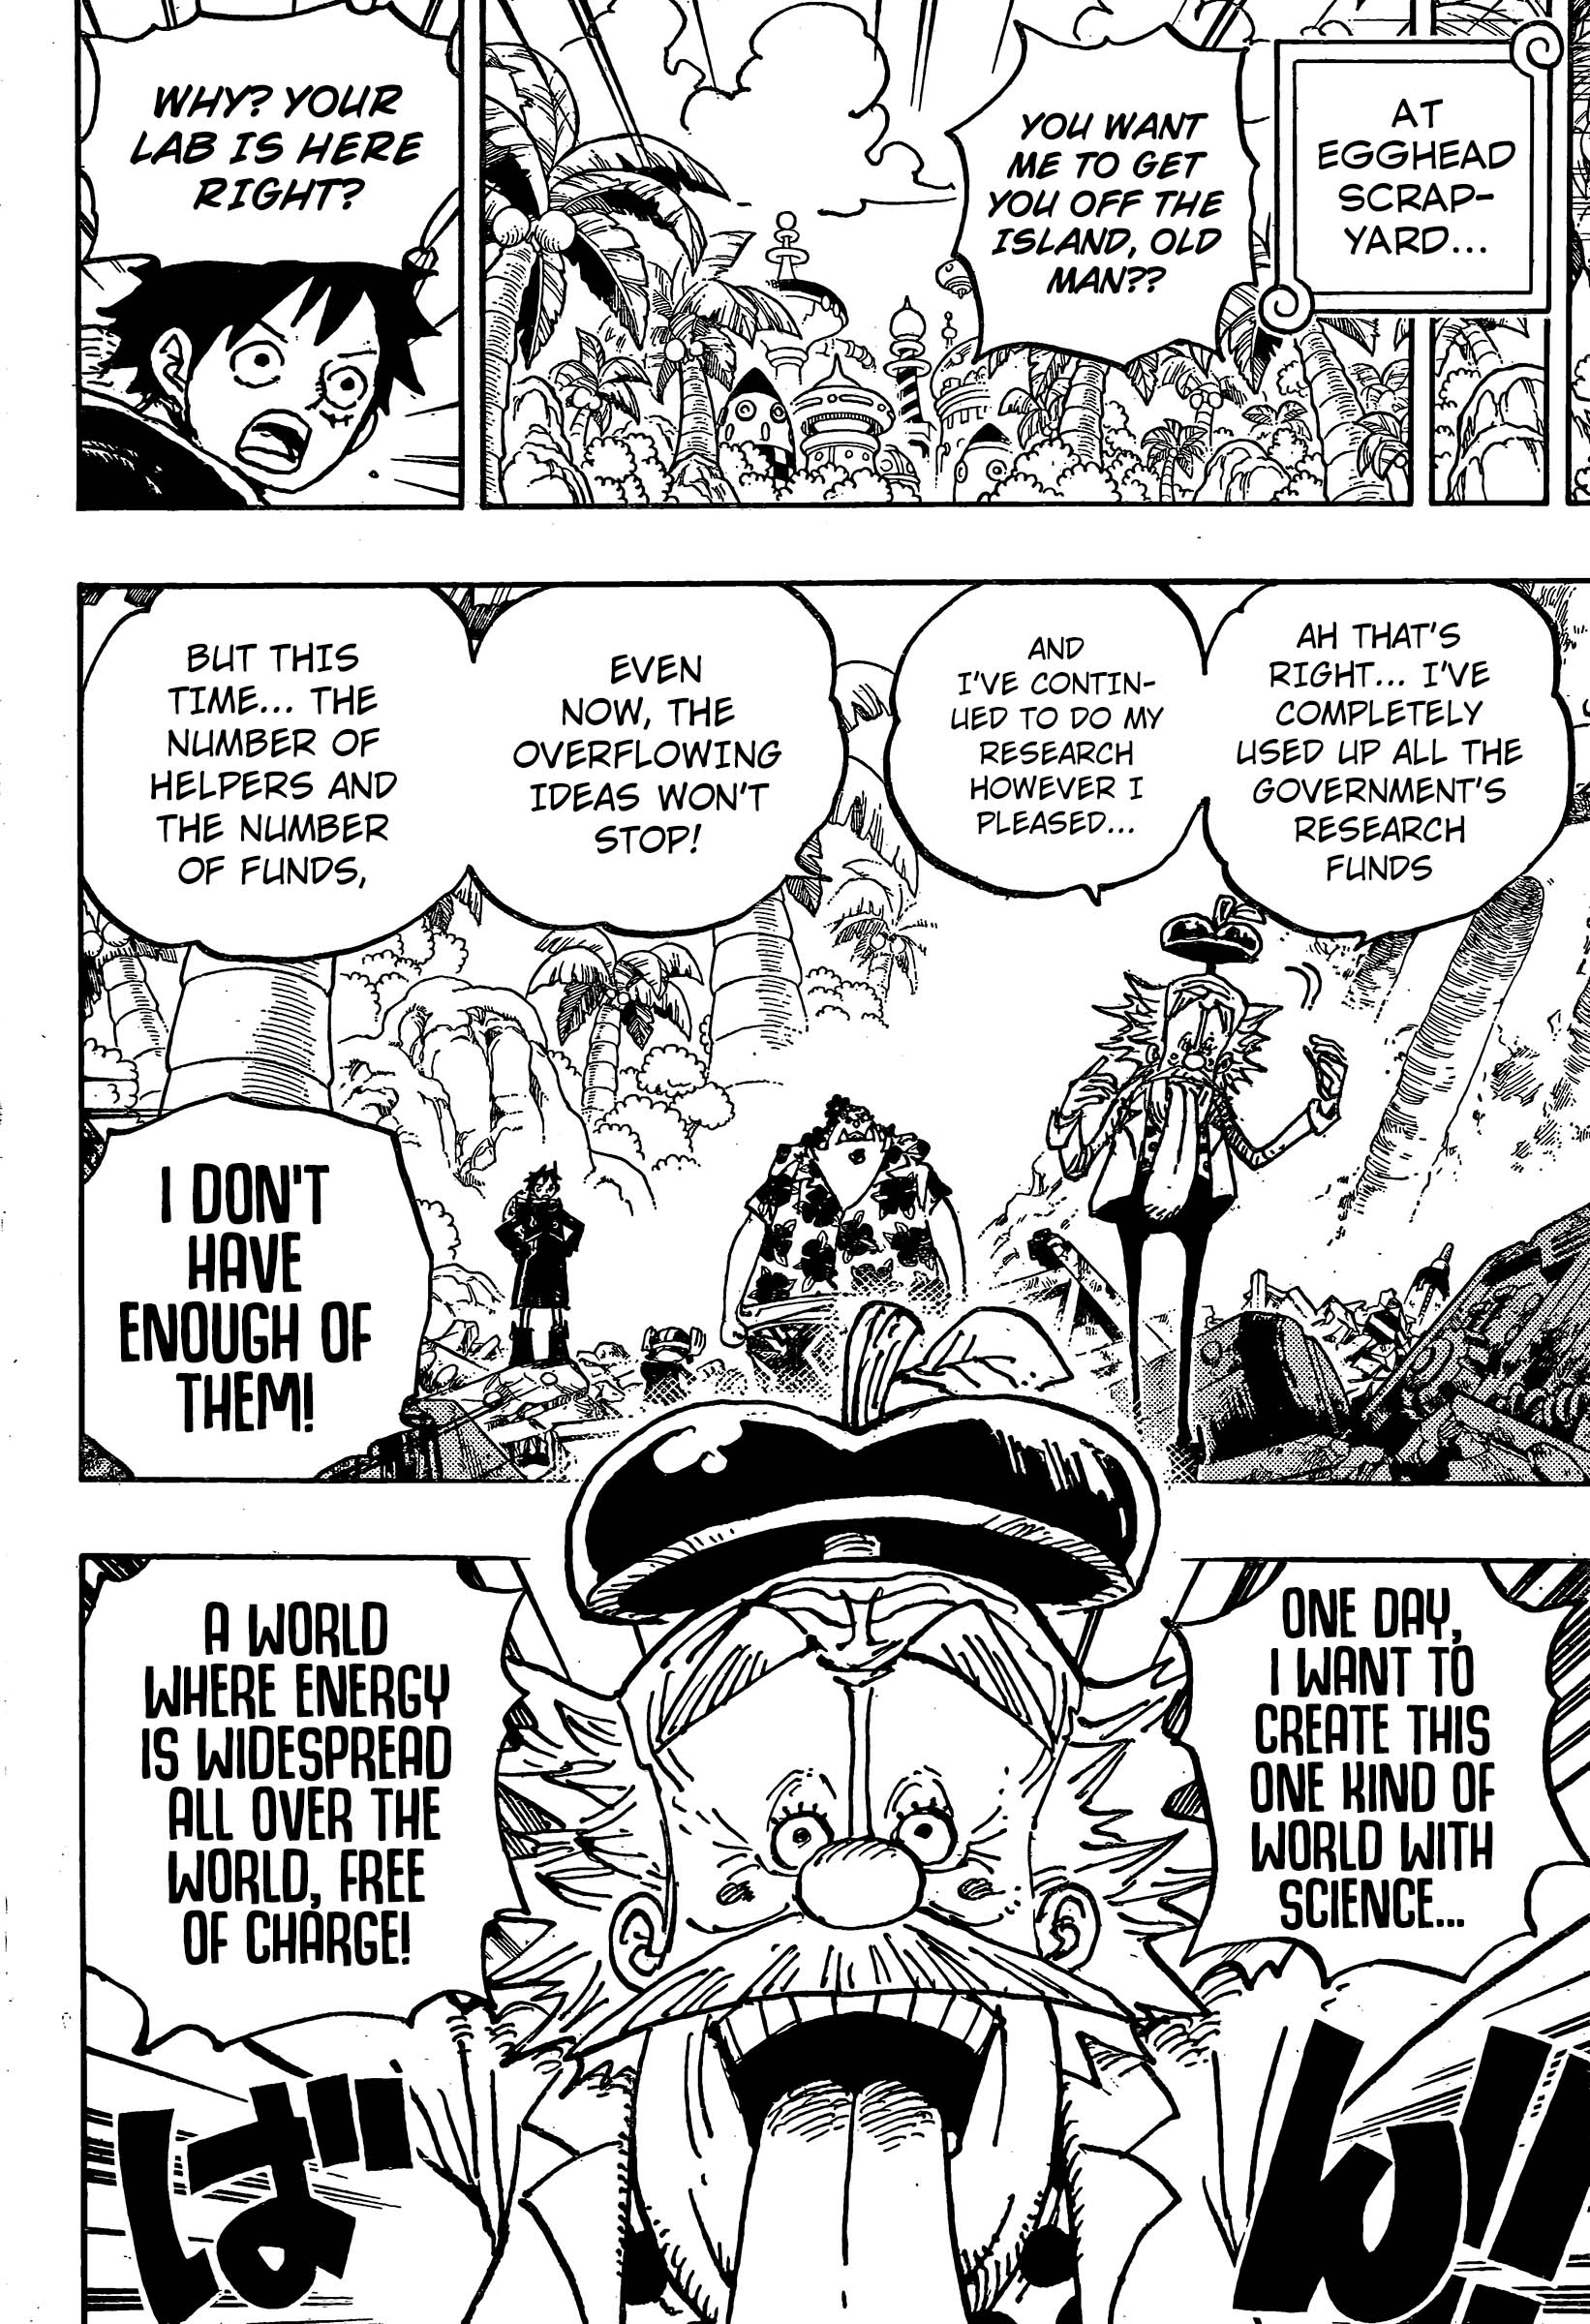 AT
EGGHEAD
SCRAP-
YARD...
YOU WANT
ME TO GET
YOU OFF THE
ISLAND, OLD
MAN??
WHY? YOUR
LAB IS HERE
RIGHT?
AH THAT'S
RIGHT... I'VE
COMPLETELY
USED UP ALL THE
GOVERNMENT'S
RESEARCH
FUNDS
AND
I'VE CONTIN-
UED TO DO MY
RESEARCH
HOWEVER I
PLEASED...
EVEN
NOW, THE
OVERFLOWING
IDEAS WON'T
STOP!
BUT THIS
TIME... THE
NUMBER OF
HELPERS AND
THE NUMBER
OF FUNDS,
I DON'T
HAVE
ENOUGH OF
THEM!
ONE DAY,
I WANT TO
CREATE THIS
ONE KIND OF
WORLD WITH
SCIENCE...
A WORLD
WHERE ENERGY
IS WIDESPREAD
ALL OVER THE
WORLD, FREE
OF CHARGE!
ば
ん!!